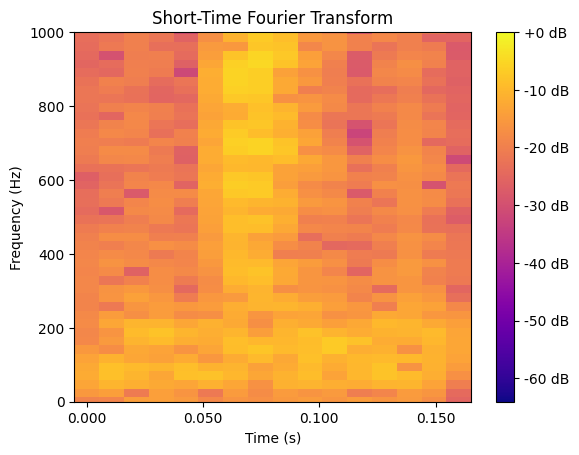 Short-Time Fourier Transform
1000
800
600
400
200
0
Frequency (Hz)
0.000
0.050
0.100
0.150
Time (s)
+0 dB
-10 dB
-20 dB
-30 dB
-40 dB
-50 dB
-60 dB